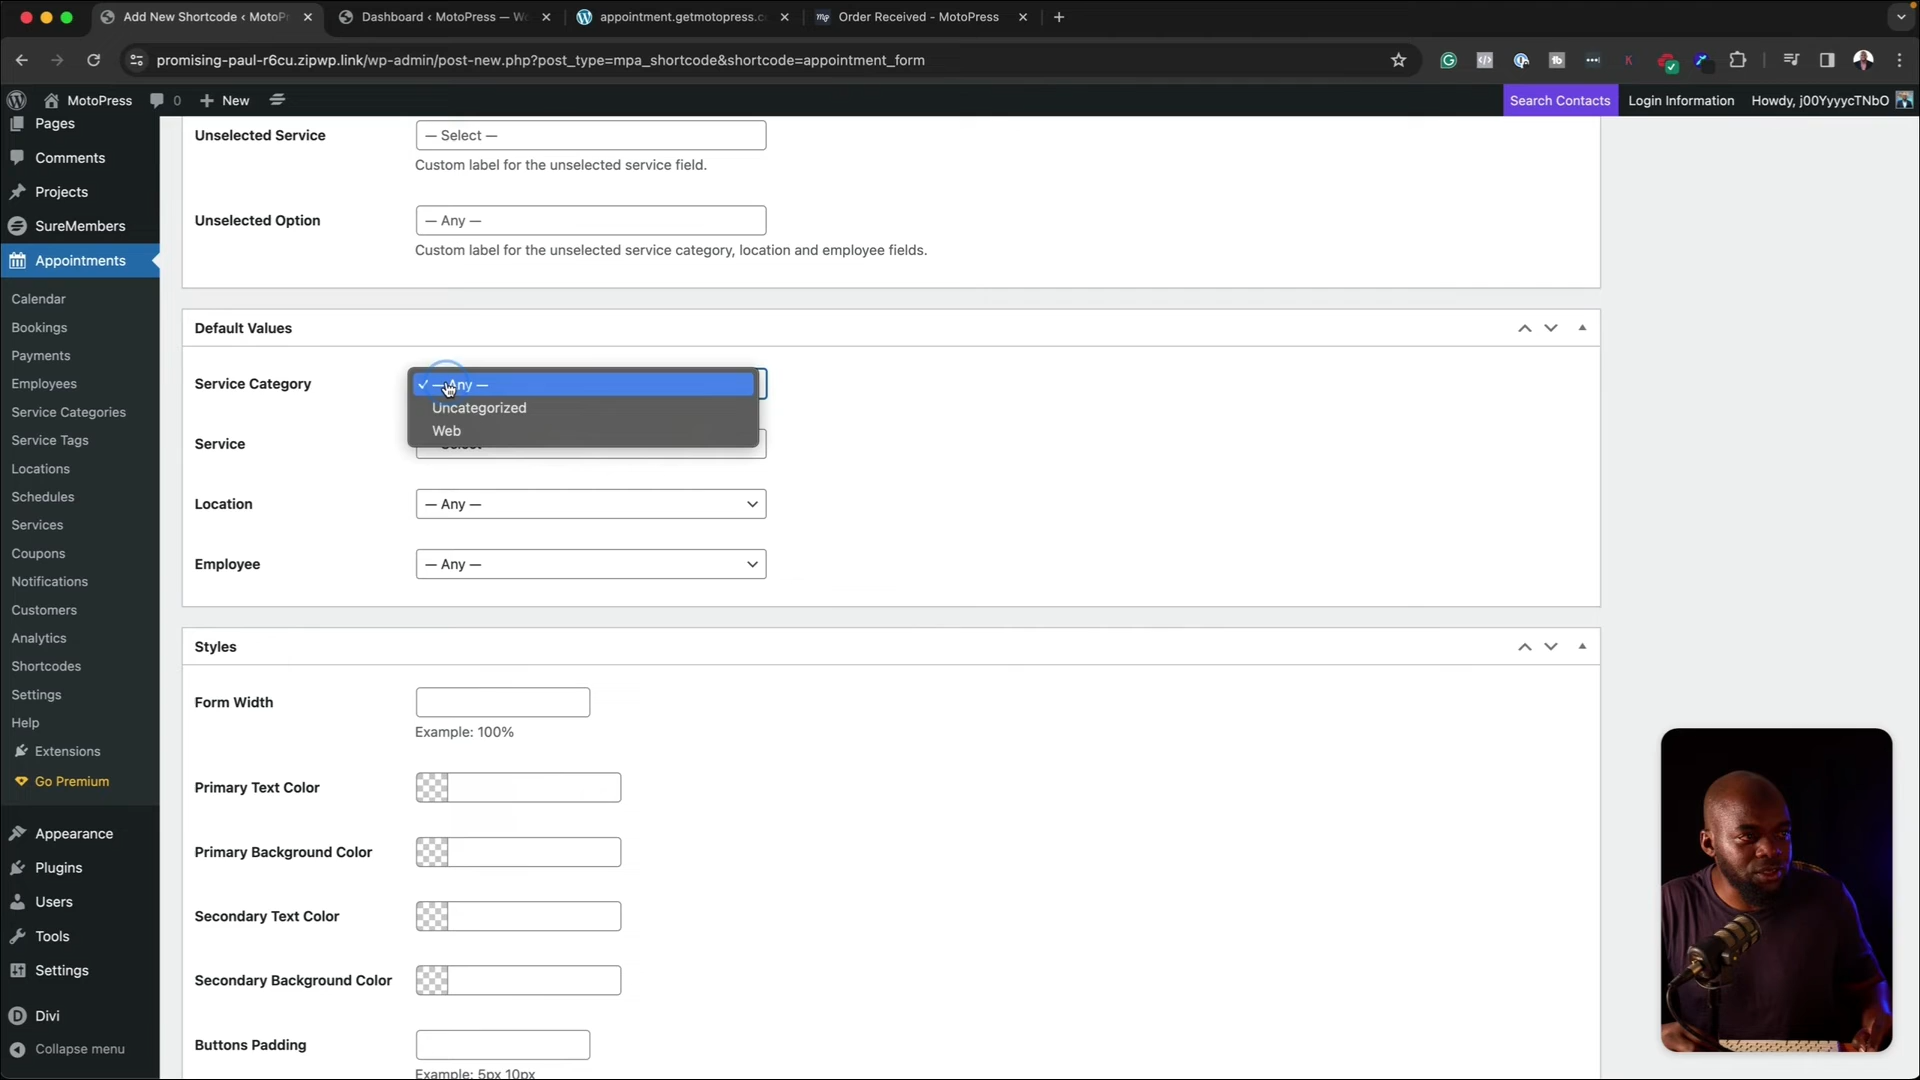 Add New Shortcode ‹ MotoPr
Dashboard ‹ MotoPress — Wo
appointment.getmotopress.c
Order Received - MotoPress
promising-paul-r6cu.zipwp.link/wp-admin/post-new.php?post_type=mpa_shortcode&shortcode=appointment_form
MotoPress
0
New
Search Contacts
Login Information
Howdy, j00YyyycTNbO
Pages
Comments
Projects
SureMembers
Appointments
Calendar
Bookings
Payments
Employees
Service Categories
Service Tags
Locations
Schedules
Services
Coupons
Notifications
Customers
Analytics
Shortcodes
Settings
Help
Extensions
Go Premium
Appearance
Plugins
Users
Tools
Settings
Divi
Collapse menu
Unselected Service
— Select —
Custom label for the unselected service field.
Unselected Option
— Any —
Custom label for the unselected service category, location and employee fields.
Default Values
Service Category
— Any —
Uncategorized
Web
Service
Location
— Any —
Employee
— Any —
Styles
Form Width
Example: 100%
Primary Text Color
Primary Background Color
Secondary Text Color
Secondary Background Color
Buttons Padding
Example: 5px 10px